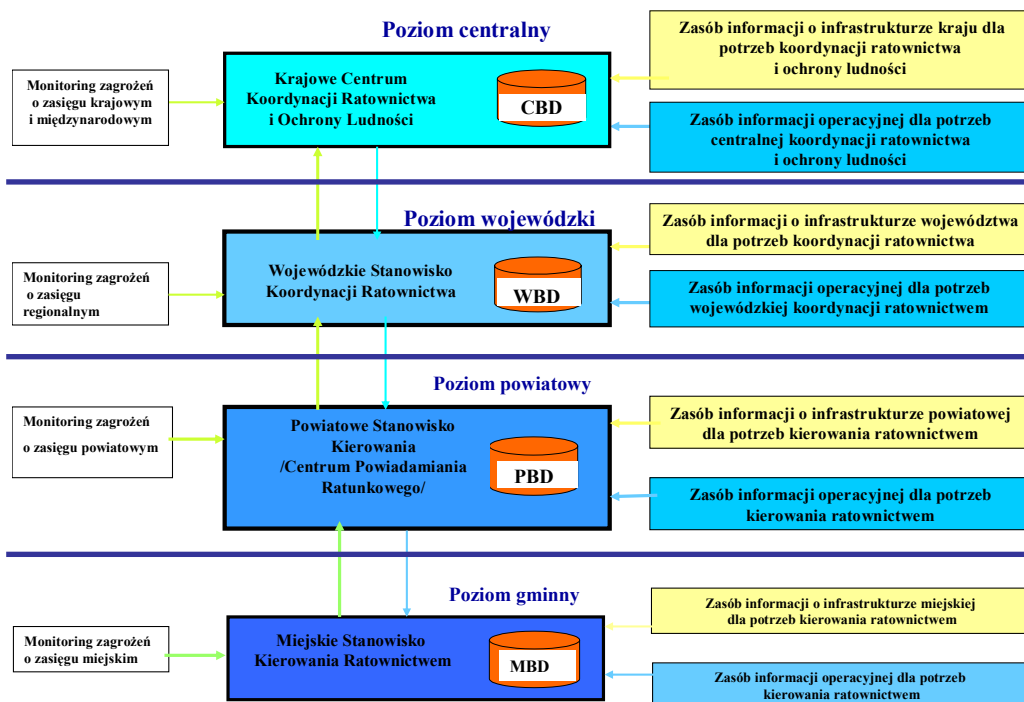 Poziom centralny
Monitoring zagrożeń
o zasięgu krajowym
i międzynarodowym
Krajowe Centrum
Koordynacji Ratownictwa
i Ochrony Ludności
CBD
Zasób informacji o infrastrukturze kraju dla
potrzeb koordynacji ratownictwa
i ochrony ludności
Zasób informacji operacyjnej dla potrzeb
centralnej koordynacji ratownictwa
i ochrony ludności
Poziom wojewódzki
Monitoring zagrożeń
o zasięgu
regionalnym
Wojewódzkie Stanowisko
Koordynacji Ratownictwa
WBD
Zasób informacji o infrastrukturze województwa
dla potrzeb koordynacji ratownictwa
Zasób informacji operacyjnej dla potrzeb
wojewódzkiej koordynacji ratownictwem
Poziom powiatowy
Monitoring zagrożeń
o zasięgu powiatowym
Powiatowe Stanowisko
Kierowania
/Centrum Powiadamiania
Ratunkowego/
PBD
Zasób informacji o infrastrukturze powiatowej
dla potrzeb kierowania ratownictwem
Zasób informacji operacyjnej dla potrzeb
kierowania ratownictwem
Poziom gminny
Monitoring zagrożeń
o zasięgu miejskim
Miejskie Stanowisko
Kierowania Ratownictwem
MBD
Zasób informacji o infrastrukturze miejskiej
dla potrzeb kierowania ratownictwem
Zasób informacji operacyjnej dla potrzeb
kierowania ratownictwem